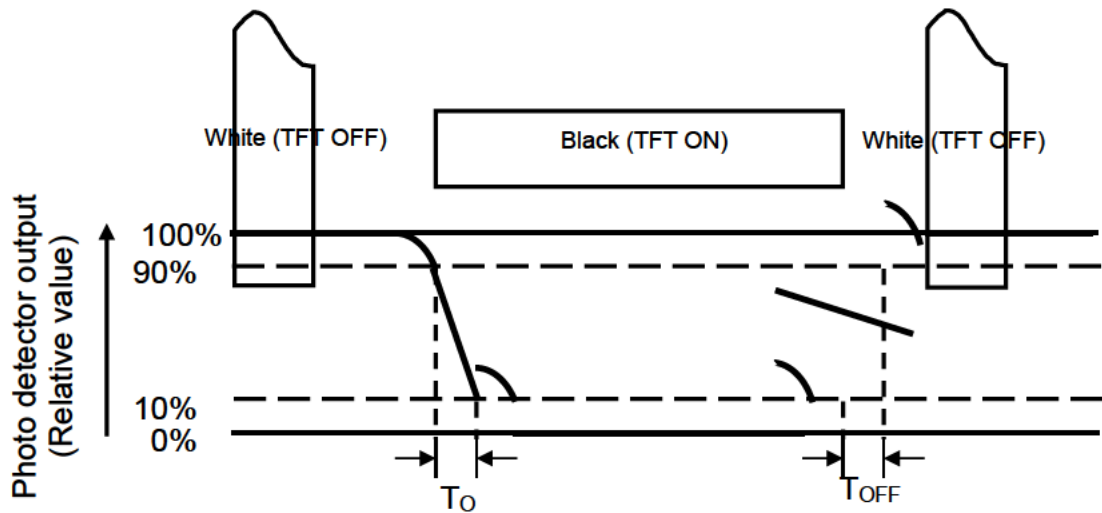 White (TFT OFF)
Black (TFT ON)
White (TFT OFF)
Photo detector output
(Relative value)
100%
90%
10%
0%
TO
TOFF